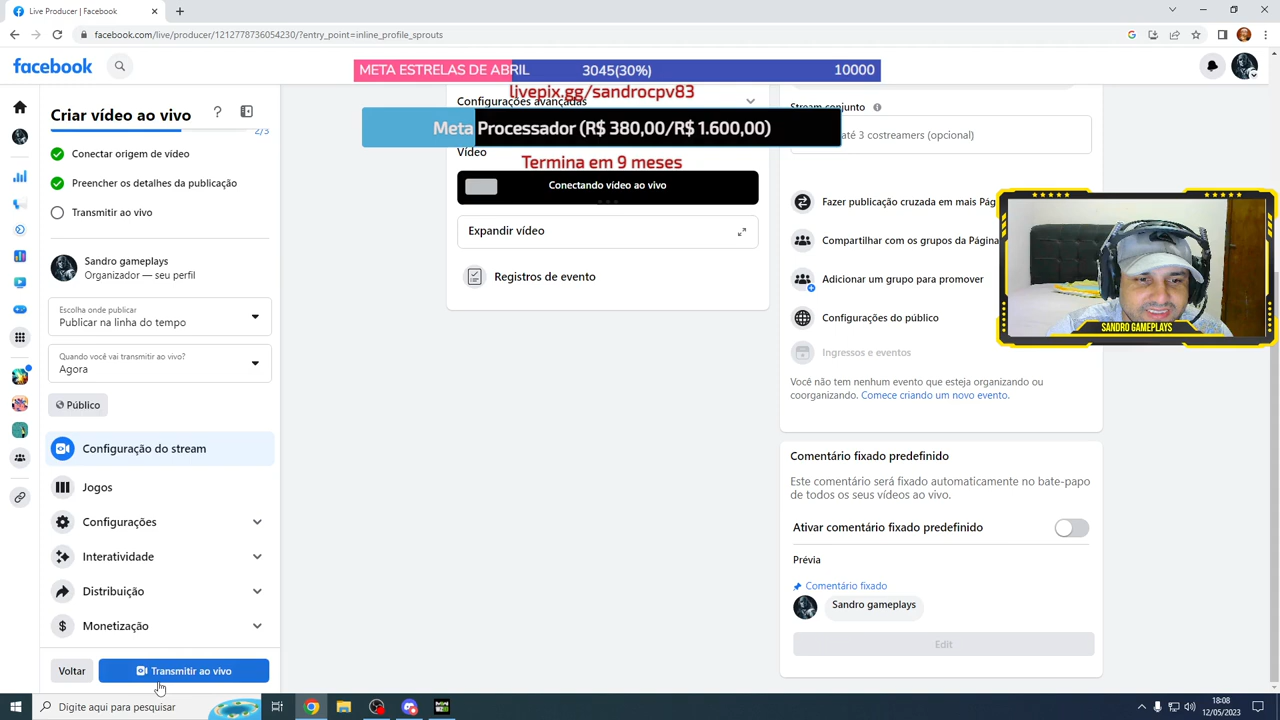 Live Producer | Facebook
facebook.com/live/producer/1212778736054230/?entry_point=inline_profile_sprouts
facebook
META ESTRELAS DE ABRIL 3045(30%) 10000
livepix.gg/sandrocpv83
Meta Processador (R$ 380,00/R$ 1.600,00)
Termina em 9 meses
Criar vídeo ao vivo
2/3
Conectar origem de vídeo
Preencher os detalhes da publicação
Transmitir ao vivo
Sandro gameplays
Organizador — seu perfil
Escolha onde publicar
Publicar na linha do tempo
Quando você vai transmitir ao vivo?
Agora
Público
Configuração do stream
Jogos
Configurações
Interatividade
Distribuição
Monetização
Voltar
Transmitir ao vivo
Configurações avançadas
Vídeo
Conectando vídeo ao vivo
Expandir vídeo
Registros de evento
Stream conjunto
até 3 costreamers (opcional)
Fazer publicação cruzada em mais Pág
Compartilhar com os grupos da Página
Adicionar um grupo para promover
Configurações do público
Ingressos e eventos
Você não tem nenhum evento que esteja organizando ou
coorganizando. Comece criando um novo evento.
Comentário fixado predefinido
Este comentário será fixado automaticamente no bate-papo
de todos os seus vídeos ao vivo.
Ativar comentário fixado predefinido
Prévia
Comentário fixado
Sandro gameplays
Edit
SANDRO GAMEPLAYS
Digite aqui para pesquisar
18:08
12/05/2023